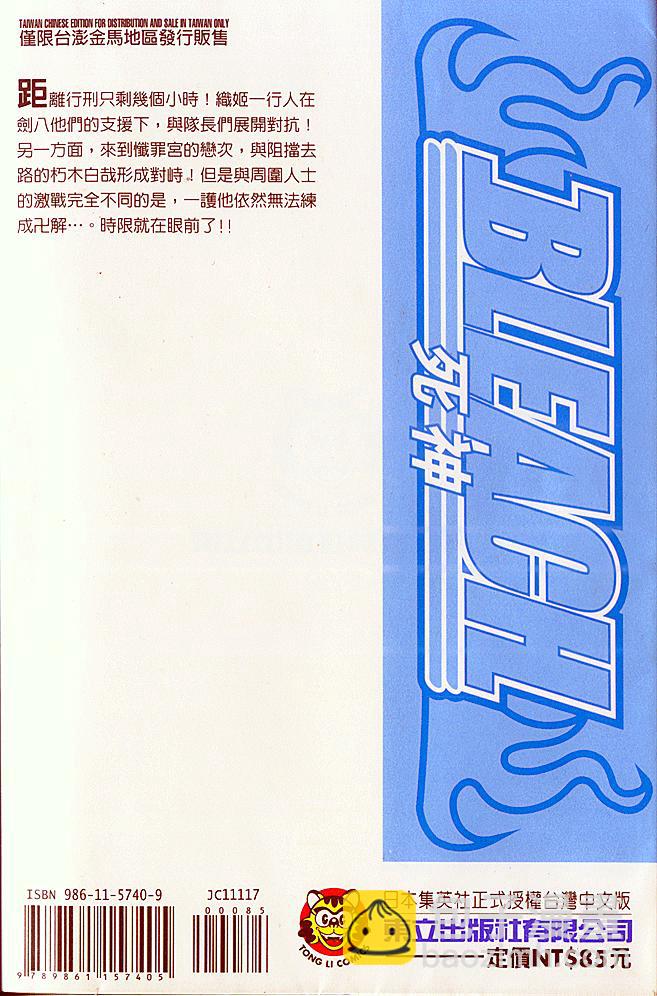 TAIWAN CHINESE EDITION FOR DISTRIBUTION AND SALE IN TAIWAN ONLY
僅限台澎金馬地區發行販售
距離行刑只剩幾個小時！織姬一行人在
劍八他們的支援下，與隊長們展開對抗！
另一方面，來到懺罪宮的戀次，與阻擋去
路的朽木白哉形成對峙！但是與周圍人士
的激戰完全不同的是，一護他依然無法練
成卍解…。時限就在眼前了!!
BLEACH
死神
ISBN 986-11-5740-9
JC11117
00085
9 789861 157405
TONG LI COMICS
日本集英社正式授權台灣中文版
東立出版社有限公司
定價NT$85元